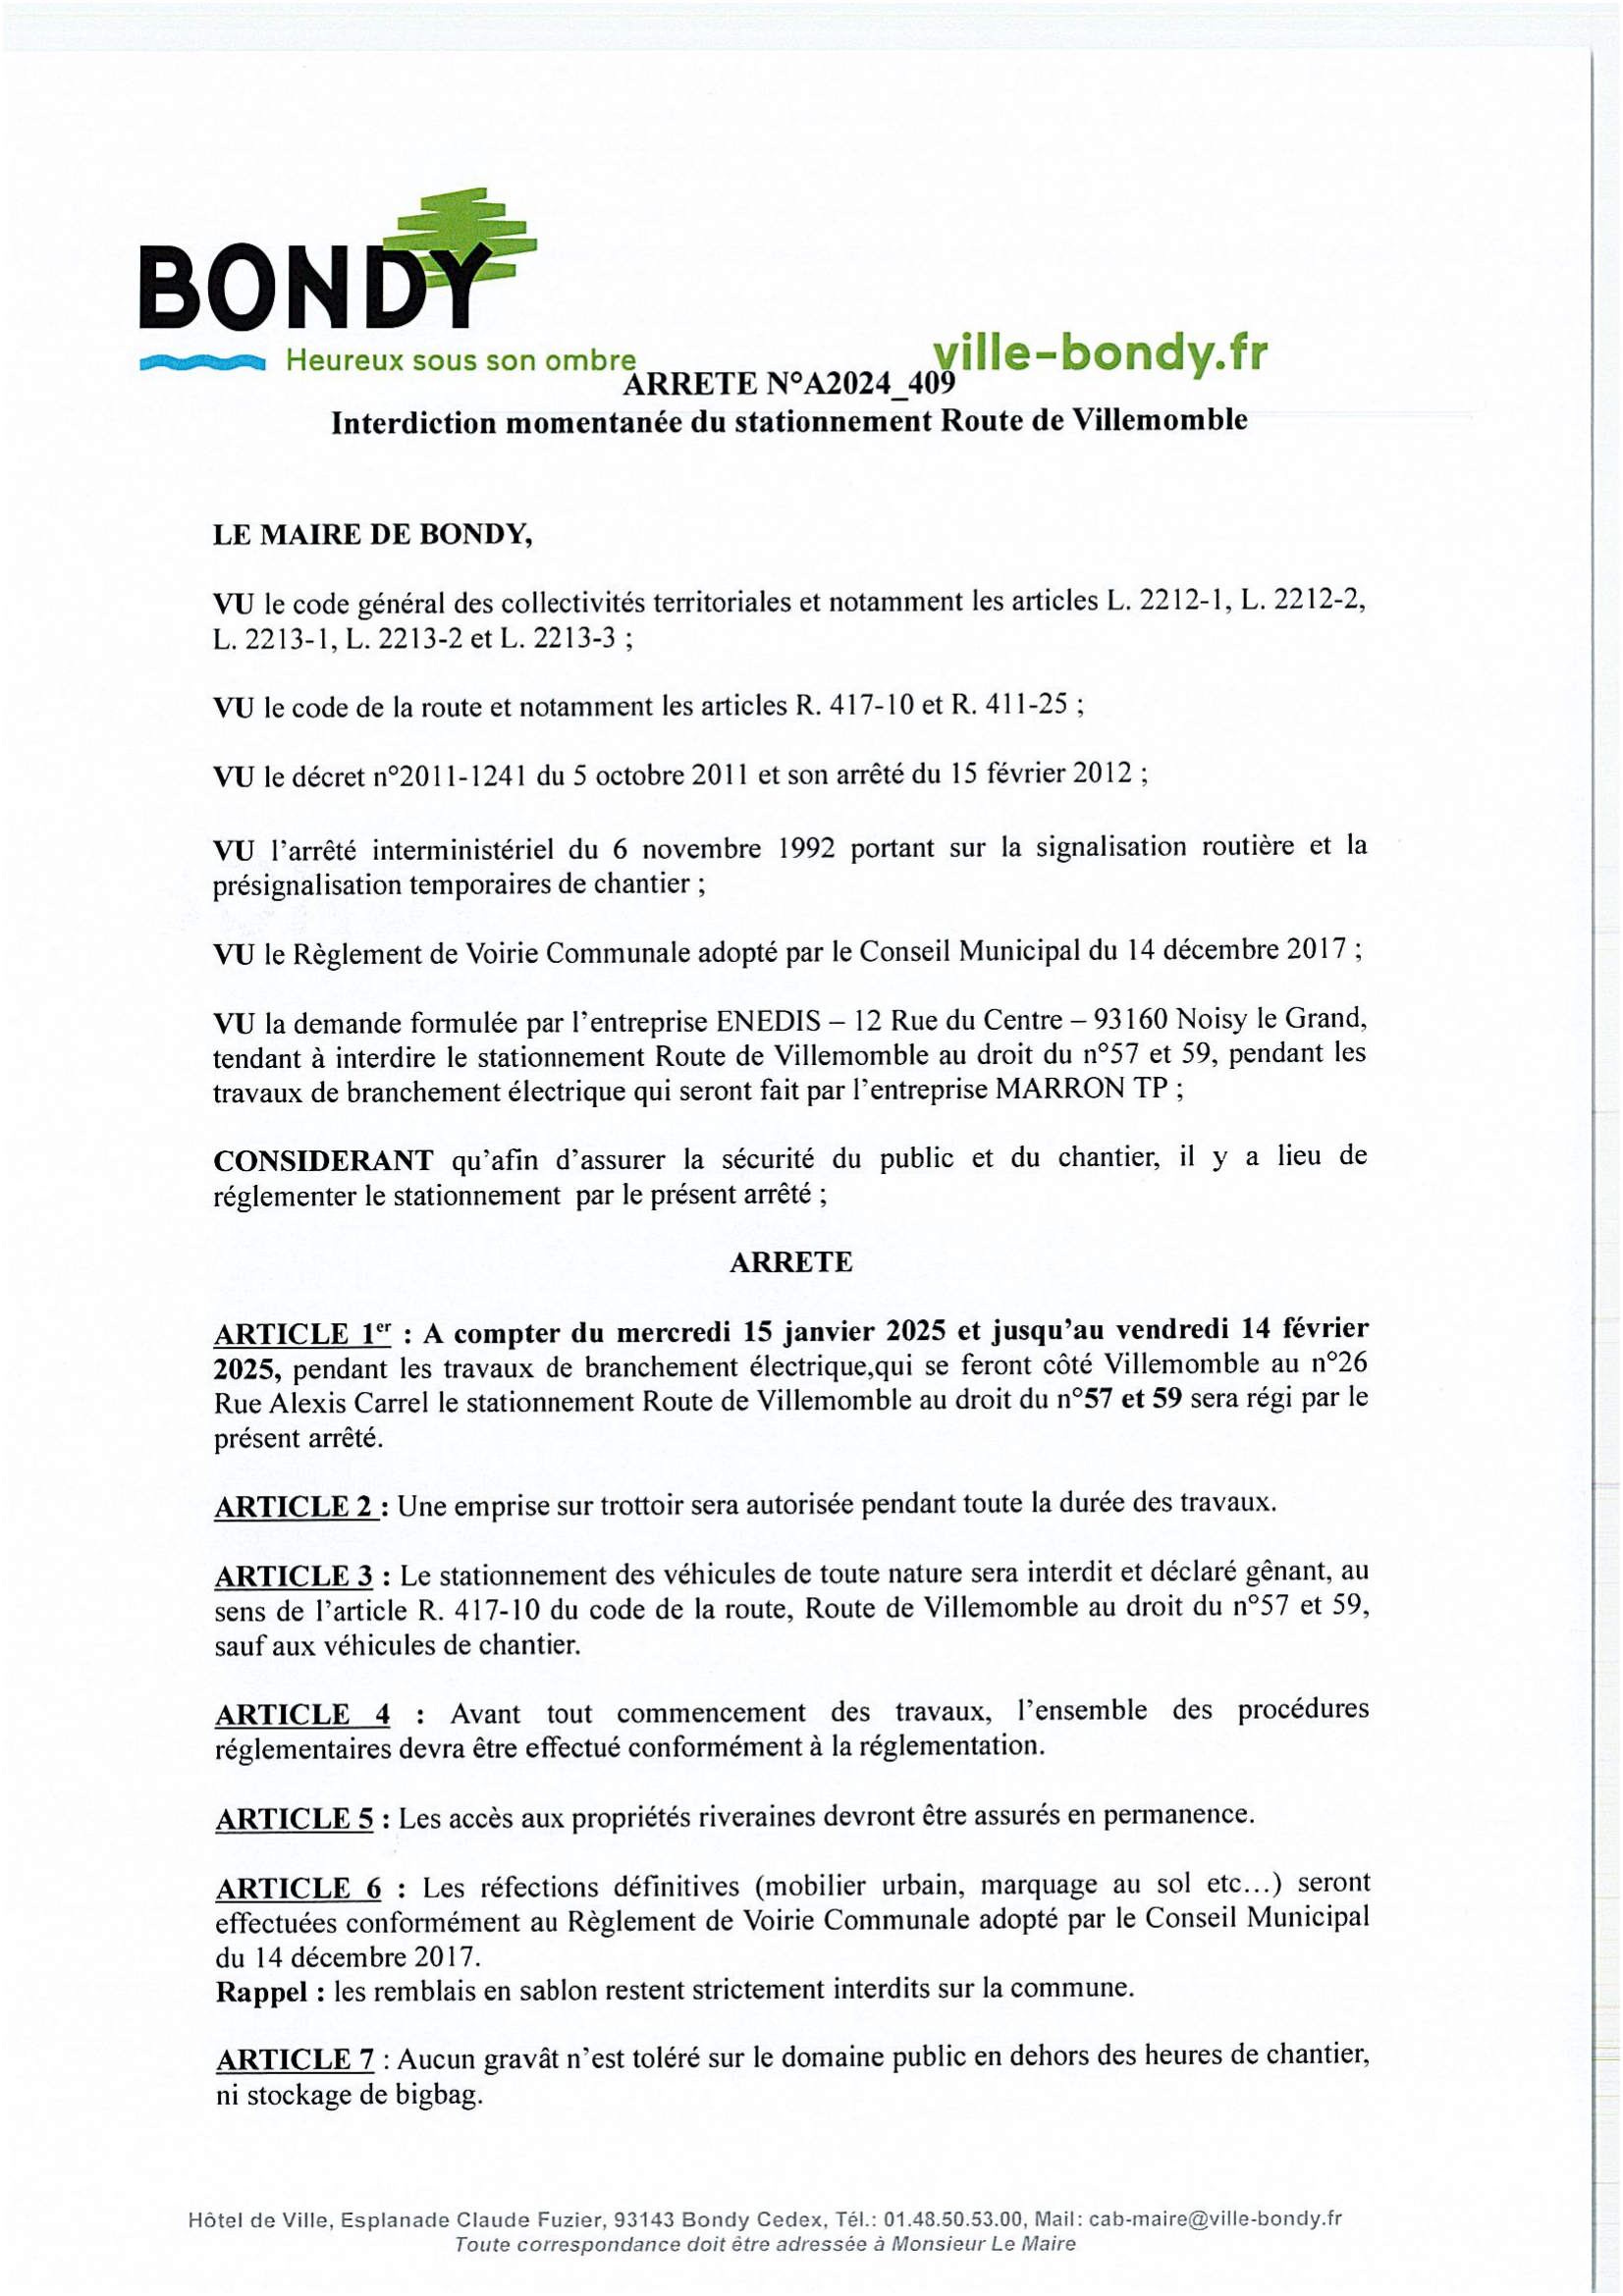 BONDY
Heureux sous son ombre
ville-bondy.fr
ARRETE N°A2024_409
Interdiction momentanée du stationnement Route de Villemomble
LE MAIRE DE BONDY,
VU le code général des collectivités territoriales et notamment les articles L. 2212-1, L. 2212-2,
L. 2213-1, L. 2213-2 et L. 2213-3 ;
VU le code de la route et notamment les articles R. 417-10 et R. 411-25 ;
VU le décret n°2011-1241 du 5 octobre 2011 et son arrêté du 15 février 2012 ;
VU l'arrêté interministériel du 6 novembre 1992 portant sur la signalisation routière et la
présignalisation temporaires de chantier ;
VU le Règlement de Voirie Communale adopté par le Conseil Municipal du 14 décembre 2017 ;
VU la demande formulée par l'entreprise ENEDIS – 12 Rue du Centre – 93160 Noisy le Grand,
tendant à interdire le stationnement Route de Villemomble au droit du n°57 et 59, pendant les
travaux de branchement électrique qui seront fait par l'entreprise MARRON TP ;
CONSIDERANT qu'afin d'assurer la sécurité du public et du chantier, il y a lieu de
réglementer le stationnement  par le présent arrêté ;
ARRETE
ARTICLE 1er : A compter du mercredi 15 janvier 2025 et jusqu'au vendredi 14 février
2025, pendant les travaux de branchement électrique,qui se feront côté Villemomble au n°26
Rue Alexis Carrel le stationnement Route de Villemomble au droit du n°57 et 59 sera régi par le
présent arrêté.
ARTICLE 2 : Une emprise sur trottoir sera autorisée pendant toute la durée des travaux.
ARTICLE 3 : Le stationnement des véhicules de toute nature sera interdit et déclaré gênant, au
sens de l'article R. 417-10 du code de la route, Route de Villemomble au droit du n°57 et 59,
sauf aux véhicules de chantier.
ARTICLE 4 : Avant tout commencement des travaux, l'ensemble des procédures
réglementaires devra être effectué conformément à la réglementation.
ARTICLE 5 : Les accès aux propriétés riveraines devront être assurés en permanence.
ARTICLE 6 : Les réfections définitives (mobilier urbain, marquage au sol etc...) seront
effectuées conformément au Règlement de Voirie Communale adopté par le Conseil Municipal
du 14 décembre 2017.
Rappel : les remblais en sablon restent strictement interdits sur la commune.
ARTICLE 7 : Aucun gravât n'est toléré sur le domaine public en dehors des heures de chantier,
ni stockage de bigbag.
Hôtel de Ville, Esplanade Claude Fuzier, 93143 Bondy Cedex, Tél.: 01.48.50.53.00, Mail: cab-maire@ville-bondy.fr
Toute correspondance doit être adressée à Monsieur Le Maire